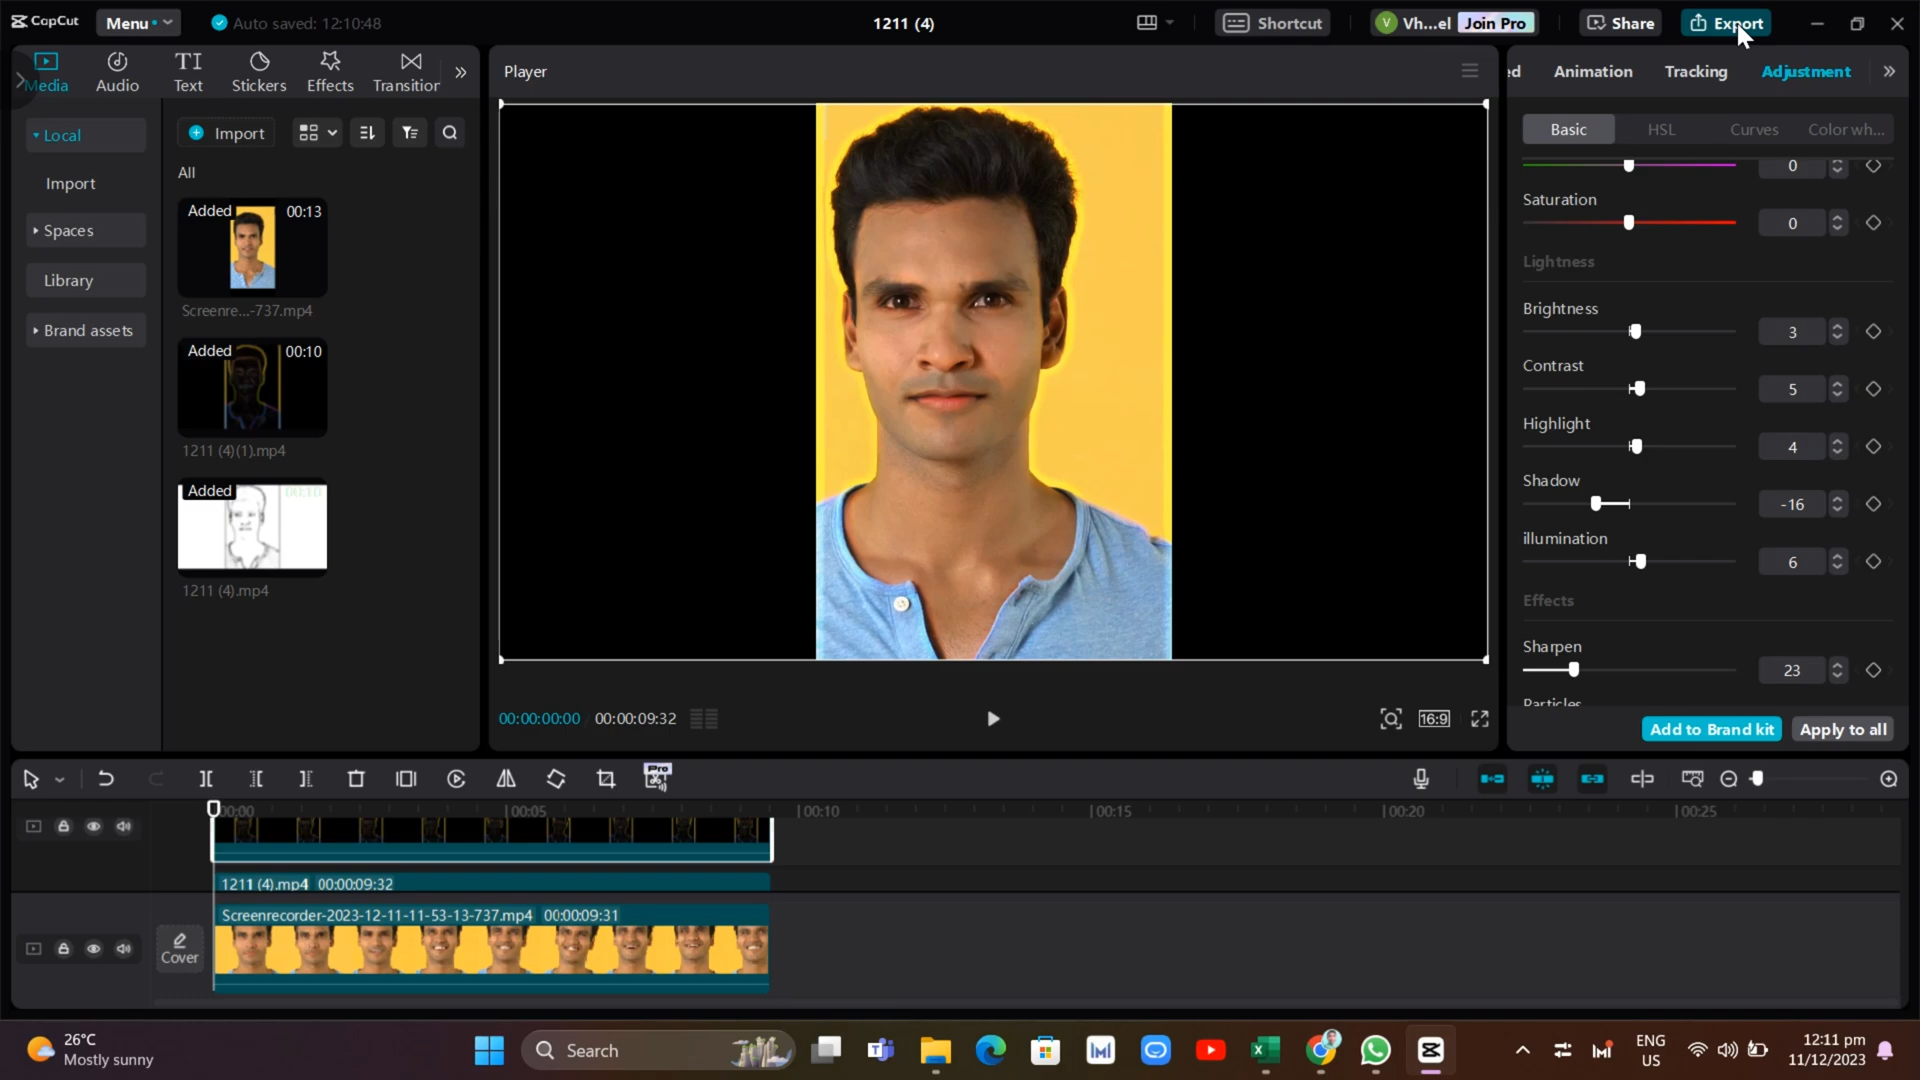 CapCut
Menu
Auto saved: 12:10:48
1211 (4)
Shortcut
V
Vh...el
Join Pro
Share
Export
Media
Audio
TI
Text
Stickers
Effects
Transition
Player
ed
Animation
Tracking
Adjustment
Local
Import
Spaces
Library
Brand assets
Import
All
Added
00:13
Screenre...-737.mp4
Added
00:10
1211 (4)(1).mp4
Added
00:10
1211 (4).mp4
Basic
HSL
Curves
Color wh...
0
Saturation
0
Lightness
Brightness
3
Contrast
5
Highlight
4
Shadow
-16
illumination
6
Effects
Sharpen
23
Particles
Add to Brand kit
Apply to all
00:00:00:00
00:00:09:32
16:9
Pro
00:00
00:05
00:10
00:15
00:20
00:25
1211 (4).mp4 00:00:09:32
Screenrecorder-2023-12-11-11-53-13-737.mp4 00:00:09:31
Cover
26°C
Mostly sunny
Search
ENG
US
12:11 pm
11/12/2023